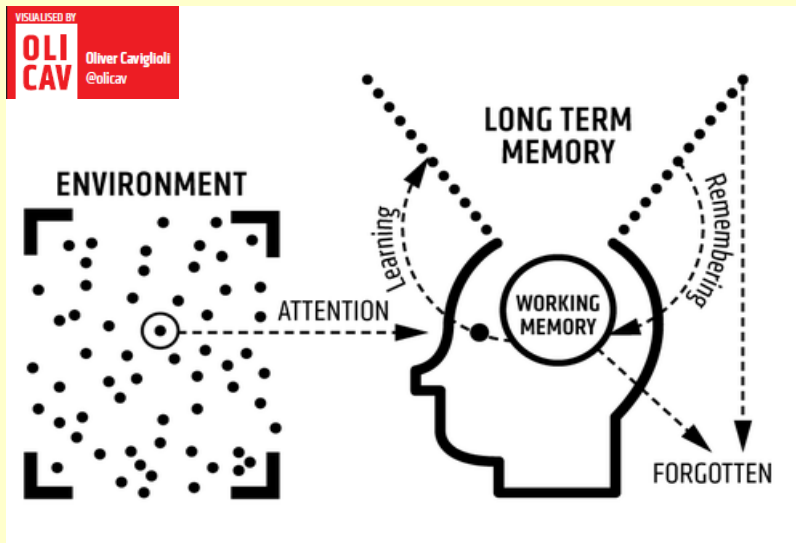 VISUALISED BY
OLI
CAV
Oliver Caviglioli
@olicav
LONG TERM
MEMORY
ENVIRONMENT
Learning
Remembering
ATTENTION
WORKING
MEMORY
FORGOTTEN